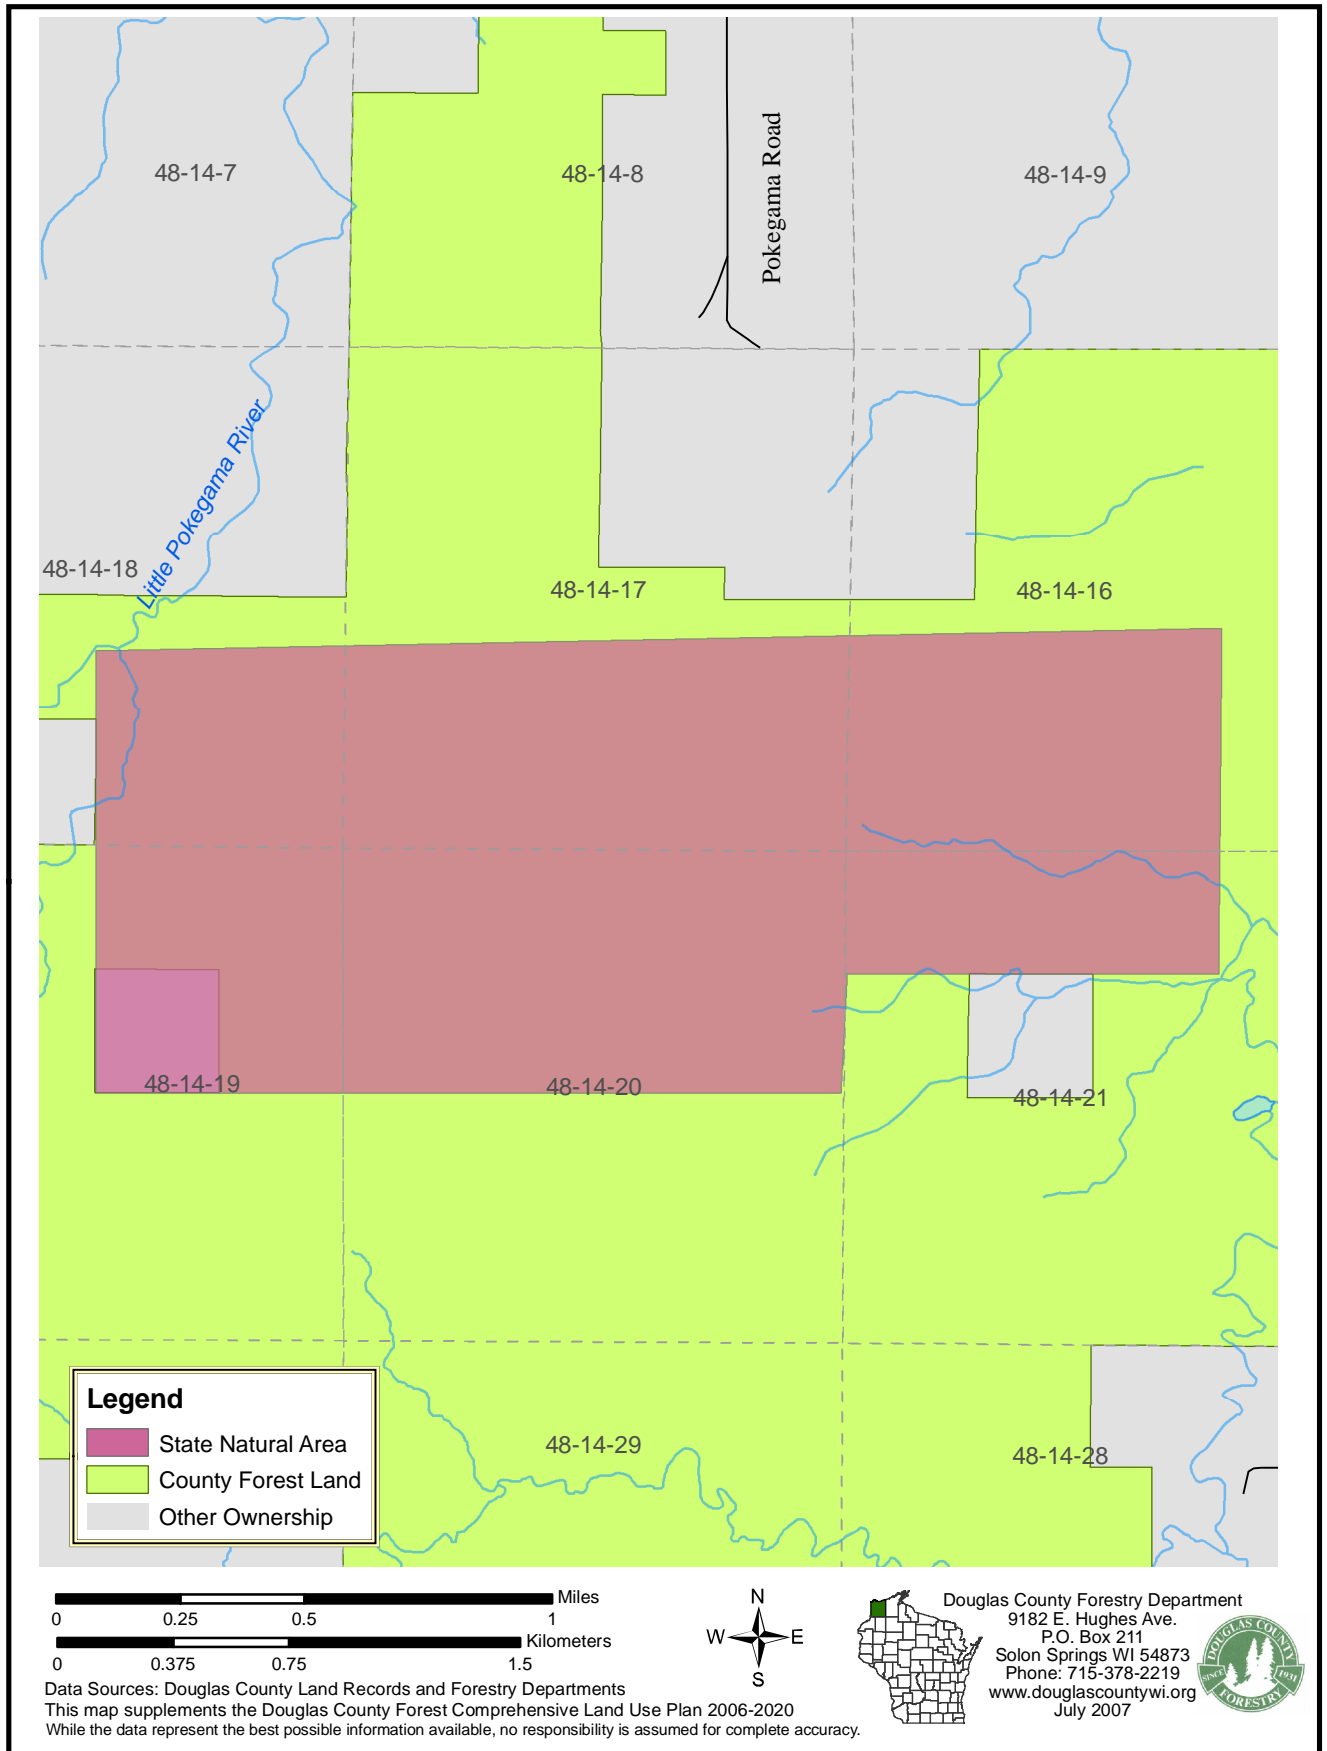 48-14-7
48-14-8
Pokegama Road
48-14-9
Little Pokegama River
48-14-18
48-14-17
48-14-16
48-14-19
48-14-20
48-14-21
Legend
State Natural Area
County Forest Land
Other Ownership
48-14-29
48-14-28
Miles
0 0.25 0.5 1
Kilometers
0 0.375 0.75 1.5
Data Sources: Douglas County Land Records and Forestry Departments
This map supplements the Douglas County Forest Comprehensive Land Use Plan 2006-2020
While the data represent the best possible information available, no responsibility is assumed for complete accuracy.
N
W E
S
Douglas County Forestry Department
9182 E. Hughes Ave.
P.O. Box 211
Solon Springs WI 54873
Phone: 715-378-2219
www.douglascountywi.org
July 2007
DOUGLAS COUNTY
SINCE 1931
FORESTRY